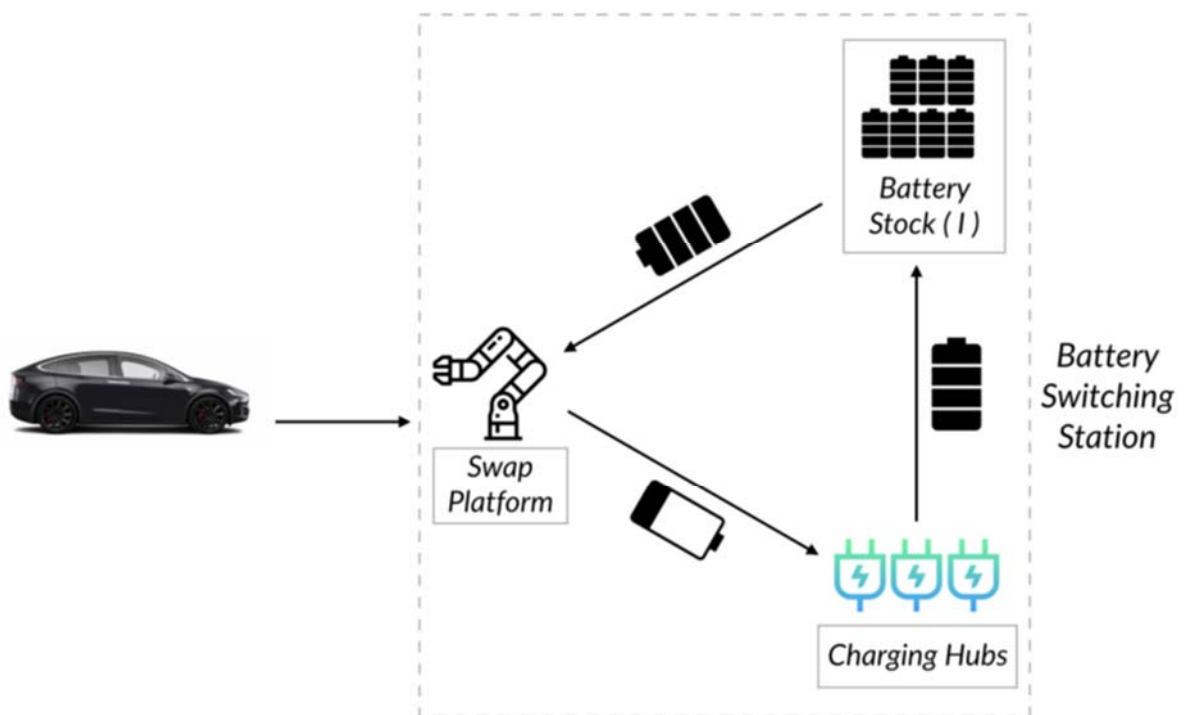 Battery
Stock ( I )
Swap
Platform
Battery
Switching
Station
Charging Hubs